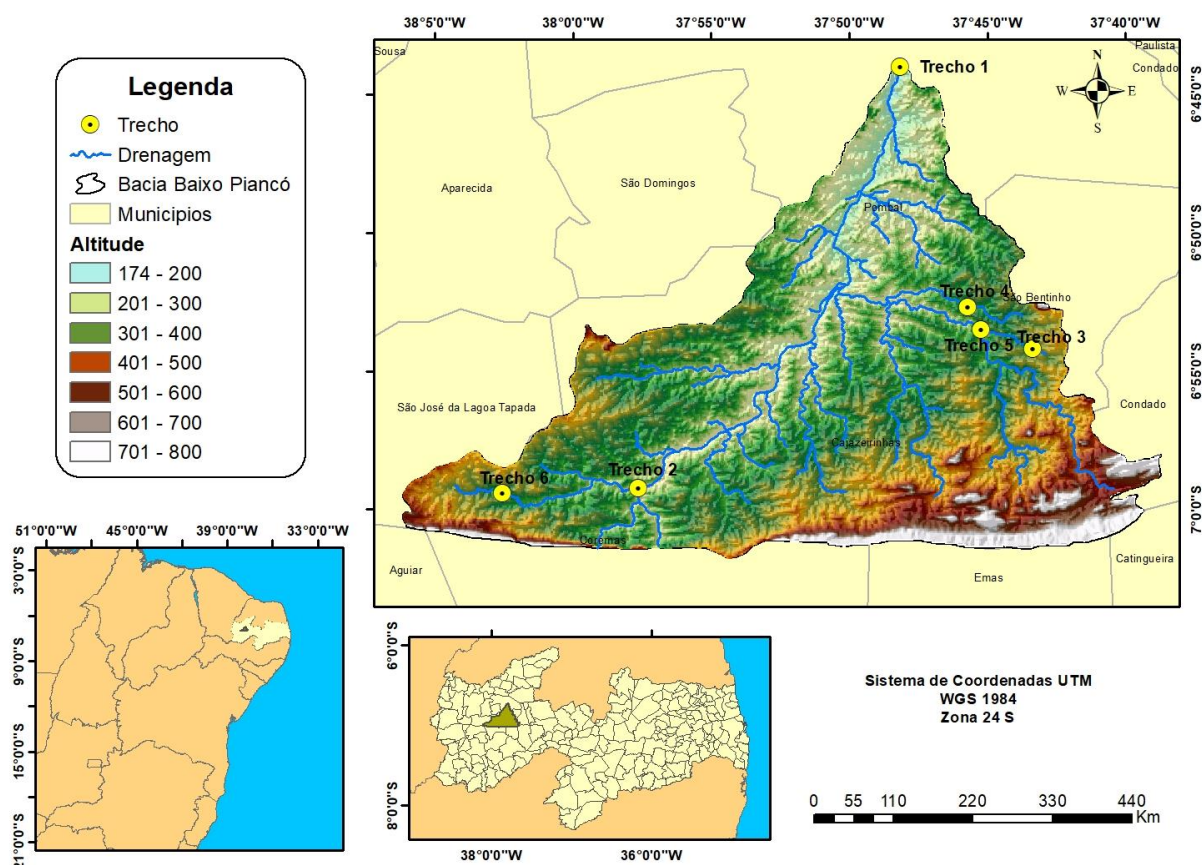 38°5'0"W 38°0'0"W 37°55'0"W 37°50'0"W 37°45'0"W 37°40'0"W
Legenda
Trecho
Drenagem
Bacia Baixo Piancó
Municipios
Altitude
174 - 200
201 - 300
301 - 400
401 - 500
501 - 600
601 - 700
701 - 800
Sousa
Paulista
Condado
Trecho 1
N
W E
S
6°45'0"S
Aparecida
São Domingos
Pombal
6°50'0"S
Trecho 4
São Bentinho
Trecho 5
Trecho 3
6°55'0"S
São José da Lagoa Tapada
Condado
Cajazeirinhas
Trecho 2
Trecho 6
7°0'0"S
Coremas
Aguiar
Emas
Catingueira
51°0'0"W 45°0'0"W 39°0'0"W 33°0'0"W
3°0'0"S
9°0'0"S
15°0'0"S
21°0'0"S
6°0'0"S
8°0'0"S
38°0'0"W 36°0'0"W
Sistema de Coordenadas UTM
WGS 1984
Zona 24 S
0 55 110 220 330 440
Km